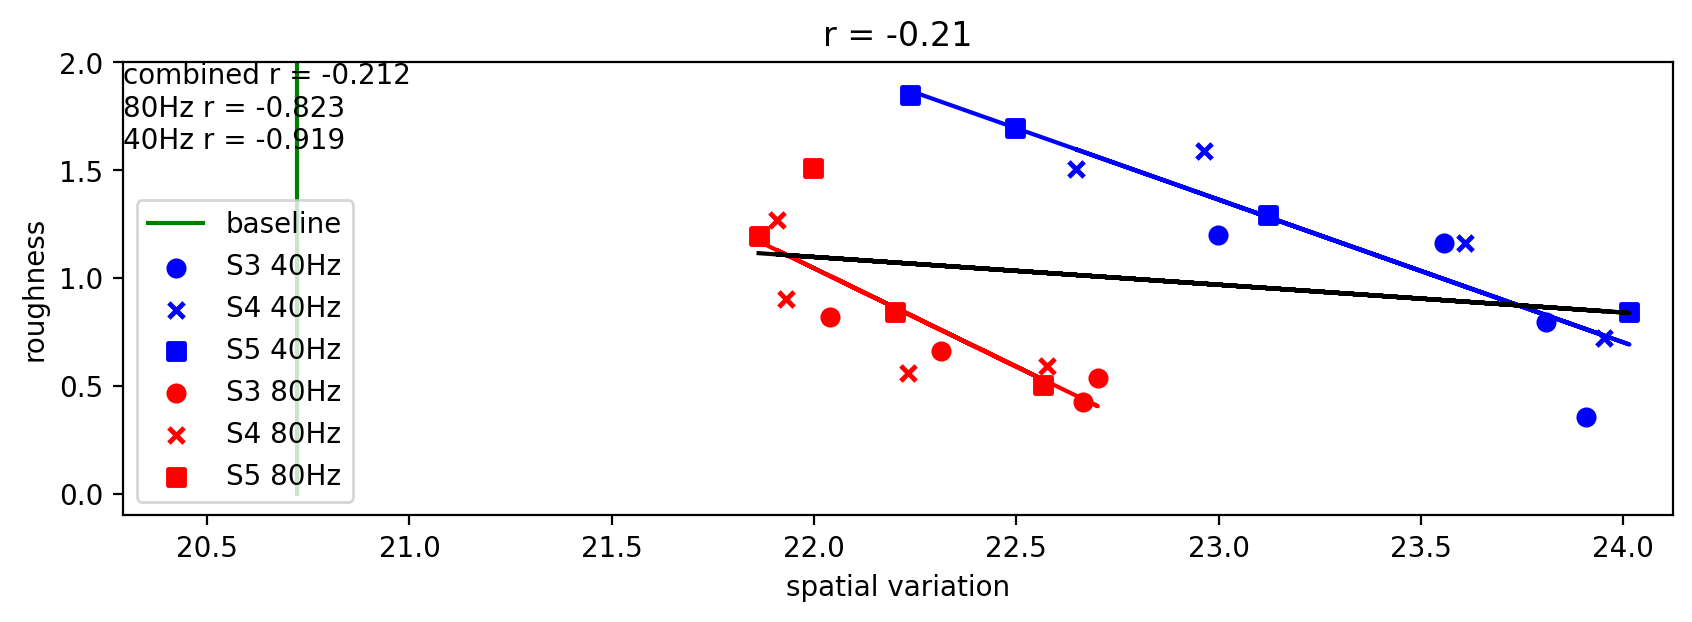 r = -0.21
combined r = -0.212
80Hz r = -0.823
40Hz r = -0.919
baseline
S3 40Hz
S4 40Hz
S5 40Hz
S3 80Hz
S4 80Hz
S5 80Hz
roughness
2.0
1.5
1.0
0.5
0.0
20.5 21.0 21.5 22.0 22.5 23.0 23.5 24.0
spatial variation